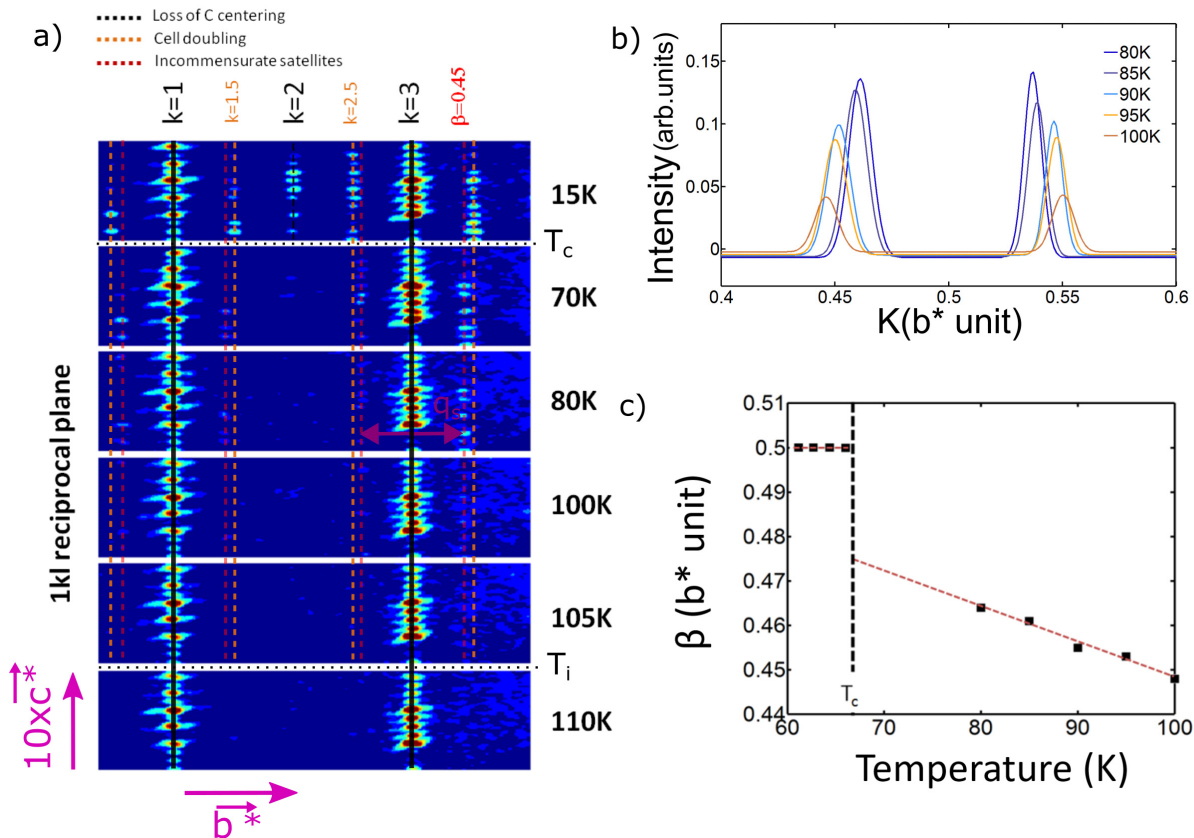 a)
Loss of C centering
Cell doubling
Incommensurate satellites
k=1
k=1.5
k=2
k=2.5
k=3
β=0.45
15K
Tc
70K
80K
qs
100K
105K
Ti
110K
1kl reciprocal plane
10xc*
b*
b)
Intensity(arb.units)
0.15
0.1
0.05
0
0.4
0.45
0.5
0.55
0.6
K(b* unit)
80K
85K
90K
95K
100K
c)
β (b* unit)
0.51
0.5
0.49
0.48
0.47
0.46
0.45
0.44
Tc
60
70
80
90
100
Temperature (K)